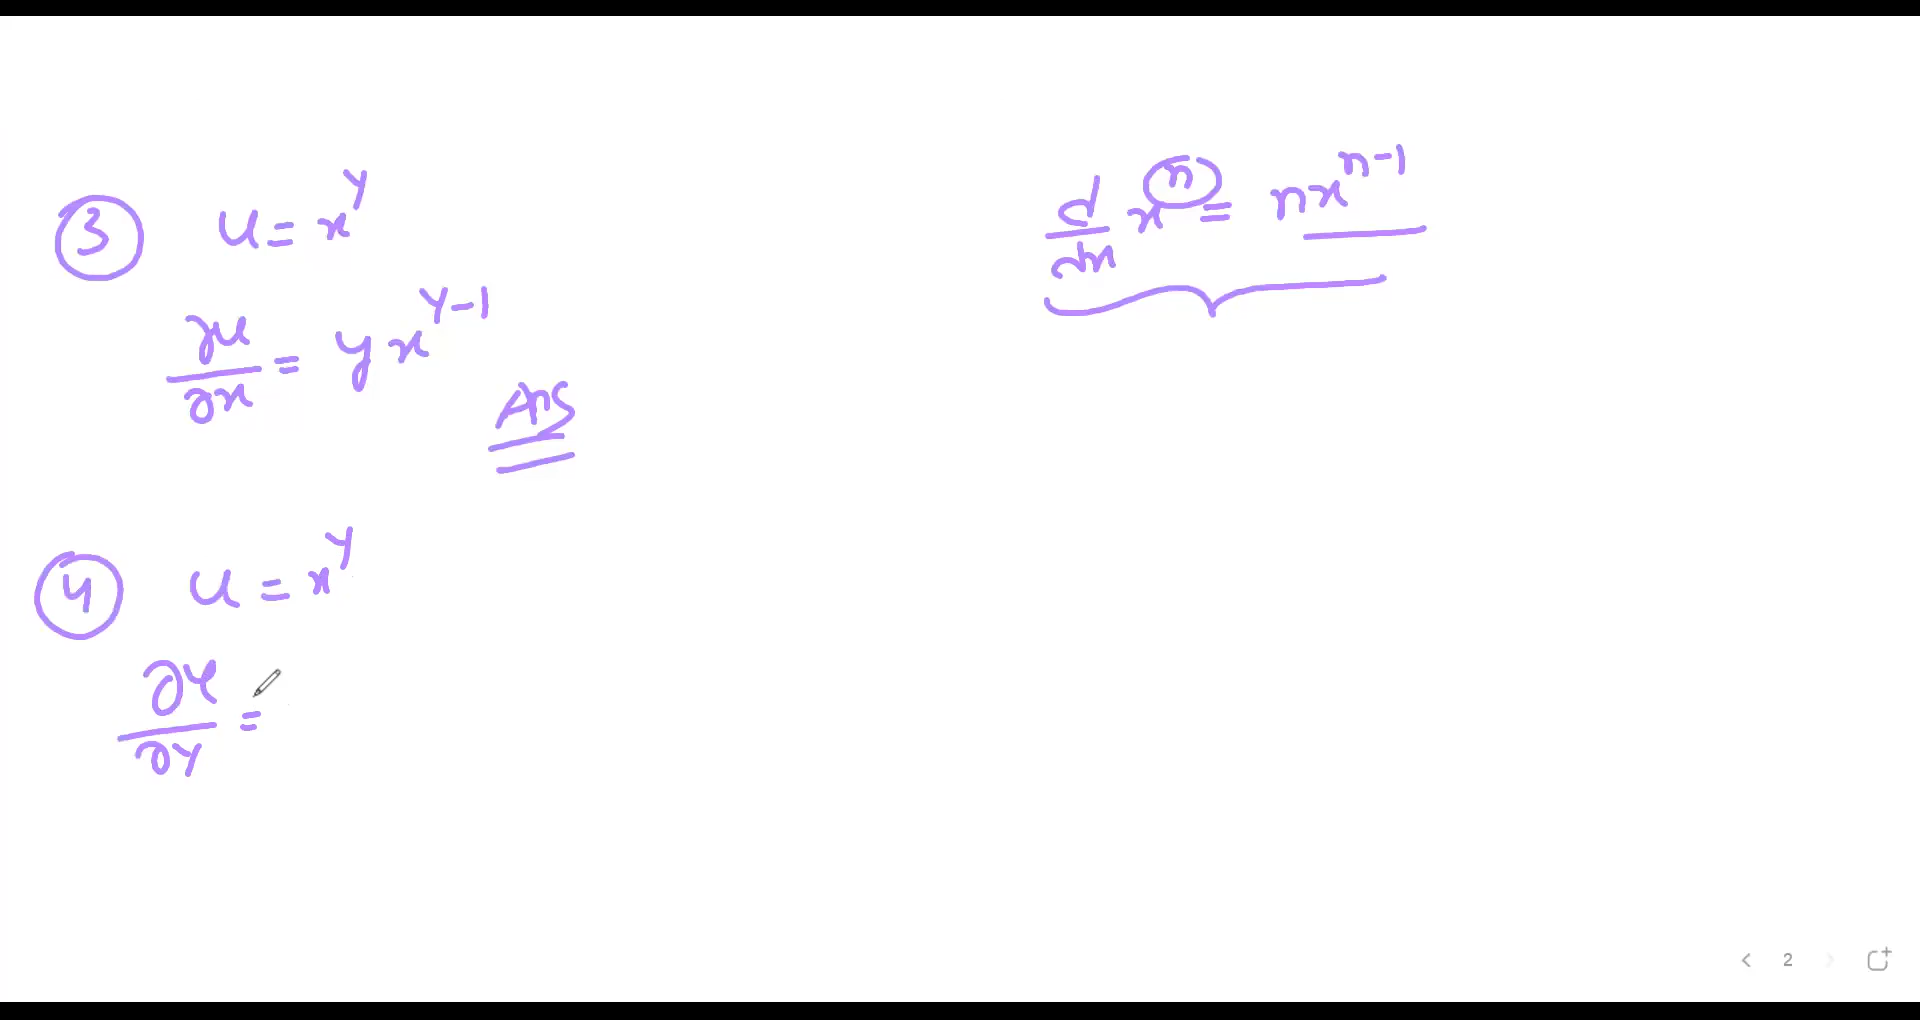 ③ u = x^y
∂u/∂x = y x^{y-1}
Ans
d/dx x^n = n x^{n-1}
④ u = x^y
∂u/∂y =
2